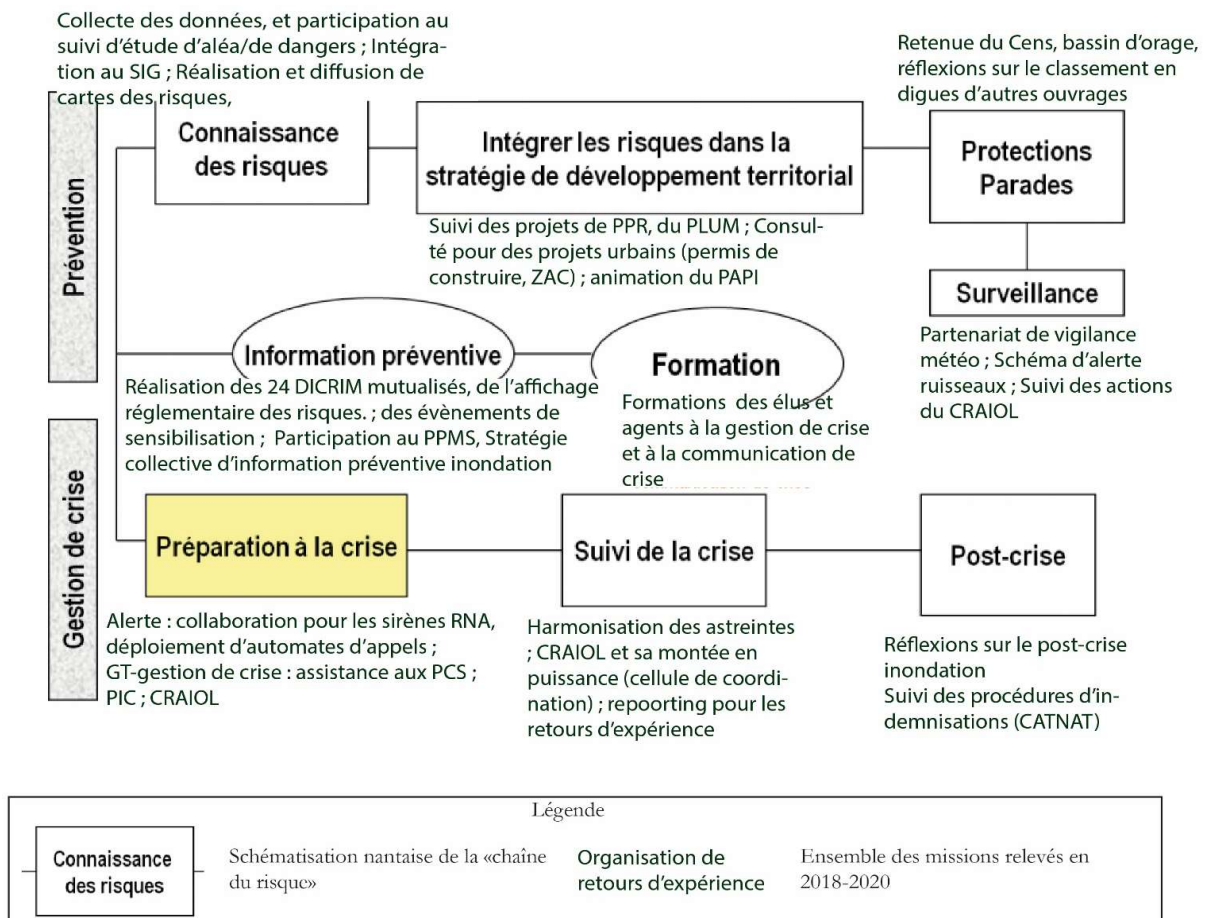 Collecte des données, et participation au
suivi d'étude d'aléa/de dangers ; Intégra-
tion au SIG ; Réalisation et diffusion de
cartes des risques,
Retenue du Cens, bassin d'orage,
réflexions sur le classement en
digues d'autres ouvrages
Prévention
Connaissance
des risques
Intégrer les risques dans la
stratégie de développement territorial
Protections
Parades
Suivi des projets de PPR, du PLUM ; Consul-
té pour des projets urbains (permis de
construire, ZAC) ; animation du PAPI
Surveillance
Partenariat de vigilance
météo ; Schéma d'alerte
ruisseaux ; Suivi des actions
du CRAIOL
Information préventive
Formation
Réalisation des 24 DICRIM mutualisés, de l'affichage
réglementaire des risques. ; des évènements de
sensibilisation ; Participation au PPMS, Stratégie
collective d'information préventive inondation
Formations des élus et
agents à la gestion de crise
et à la communication de
crise
Gestion de crise
Préparation à la crise
Suivi de la crise
Post-crise
Alerte : collaboration pour les sirènes RNA,
déploiement d'automates d'appels ;
GT-gestion de crise : assistance aux PCS ;
PIC ; CRAIOL
Harmonisation des astreintes
; CRAIOL et sa montée en
puissance (cellule de coordi-
nation) ; repoorting pour les
retours d'expérience
Réflexions sur le post-crise
inondation
Suivi des procédures d'in-
demnisations (CATNAT)
Légende
Connaissance
des risques
Schématisation nantaise de la «chaîne
du risque»
Organisation de
retours d'expérience
Ensemble des missions relevés en
2018-2020